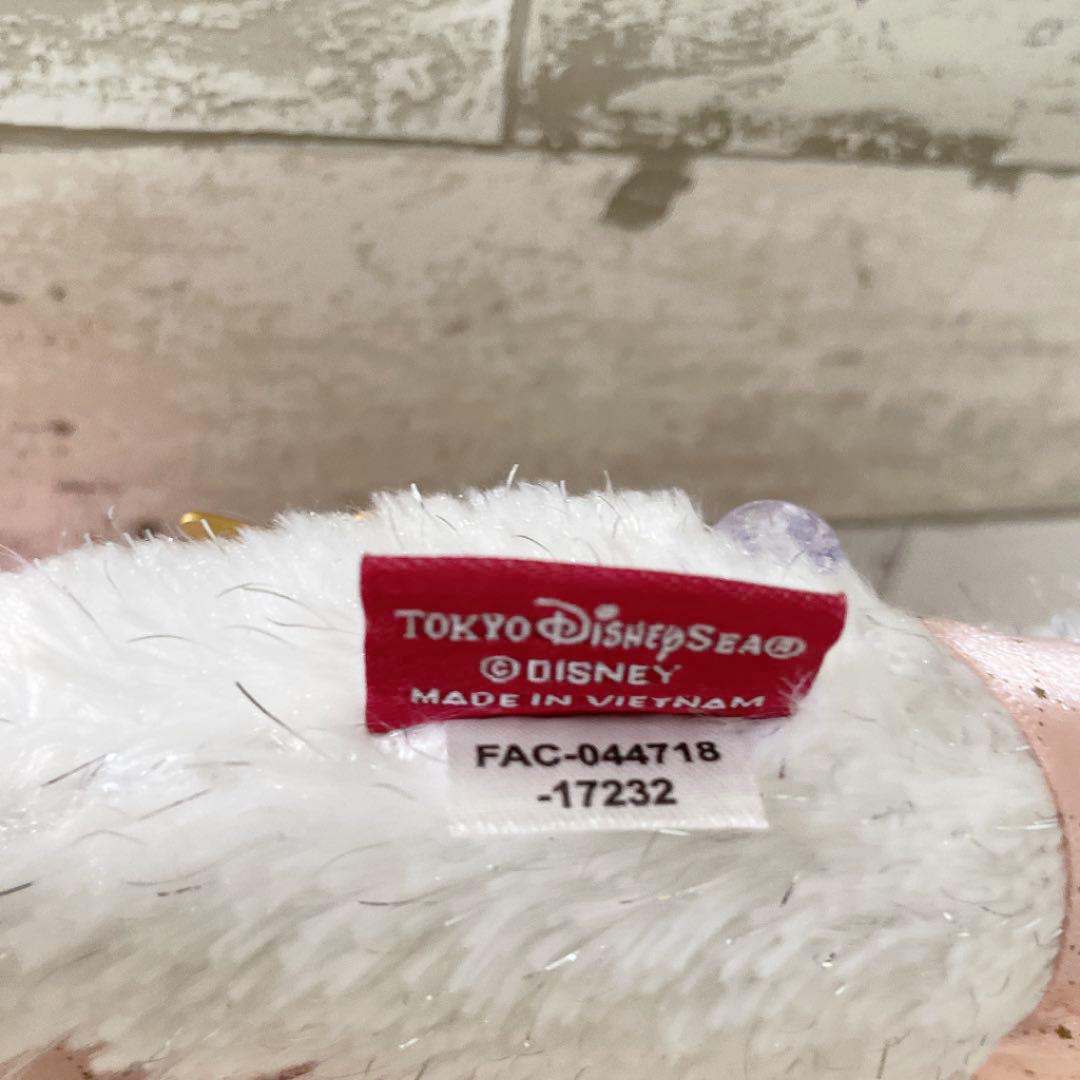 TOKYO DISNEYSEA®
© DISNEY
MADE IN VIETNAM
FAC-044718
-17232